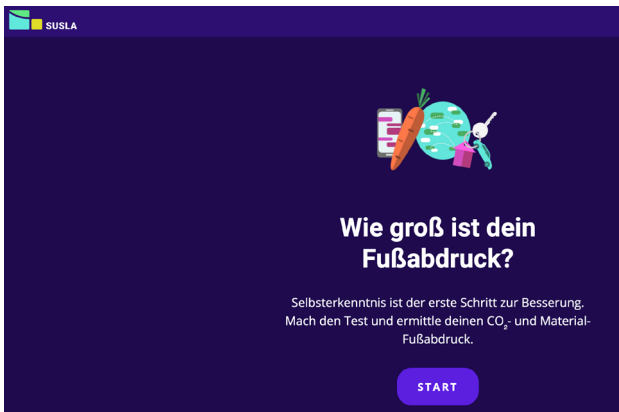 SUSLA
Wie groß ist dein
Fußabdruck?
Selbsterkenntnis ist der erste Schritt zur Besserung.
Mach den Test und ermittle deinen CO₂- und Material-
Fußabdruck.
START